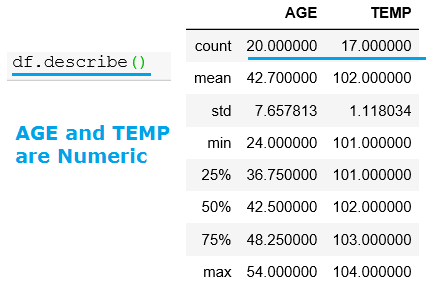 df.describe()
AGE and TEMP
are Numeric
AGE TEMP
count 20.000000 17.000000
mean 42.700000 102.000000
std 7.657813 1.118034
min 24.000000 101.000000
25% 36.750000 101.000000
50% 42.500000 102.000000
75% 48.250000 103.000000
max 54.000000 104.000000